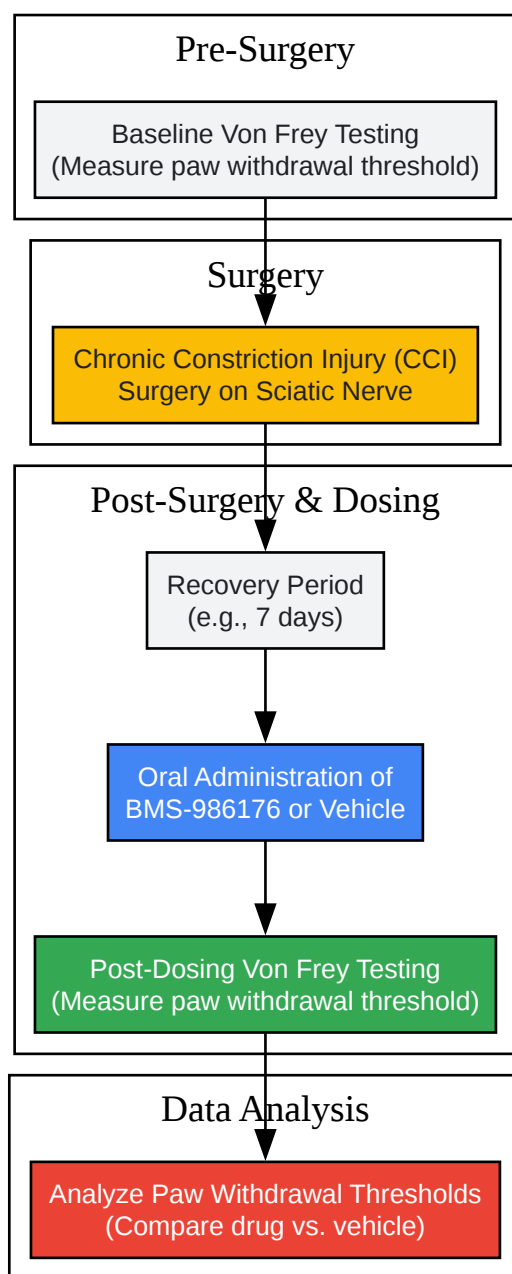 Pre-Surgery
Baseline Von Frey Testing
(Measure paw withdrawal threshold)
Surgery
Chronic Constriction Injury (CCI)
Surgery on Sciatic Nerve
Post-Surgery & Dosing
Recovery Period
(e.g., 7 days)
Oral Administration of
BMS-986176 or Vehicle
Post-Dosing Von Frey Testing
(Measure paw withdrawal threshold)
Data Analysis
Analyze Paw Withdrawal Thresholds
(Compare drug vs. vehicle)